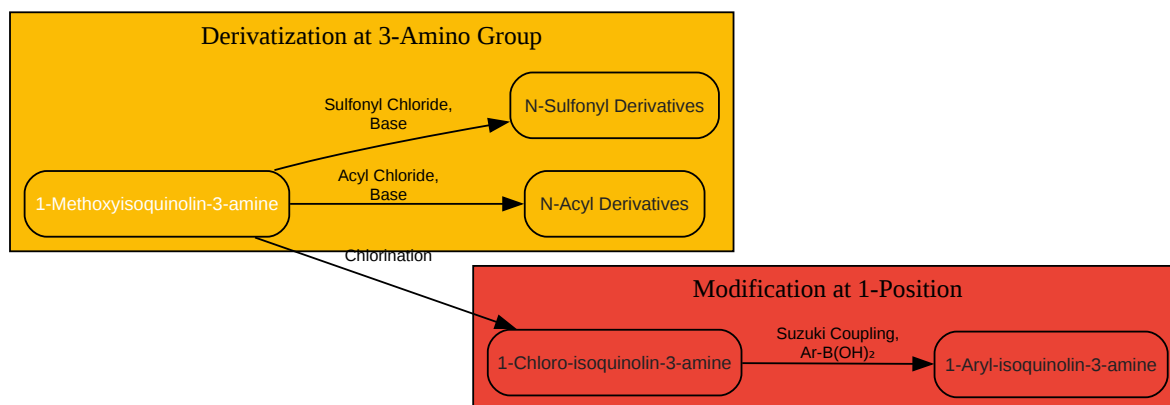 Derivatization at 3-Amino Group
Sulfonyl Chloride,
Base
N-Sulfonyl Derivatives
1-Methoxyisoquinolin-3-amine
Acyl Chloride,
Base
N-Acyl Derivatives
Chlorination
Modification at 1-Position
1-Chloro-isoquinolin-3-amine
Suzuki Coupling,
Ar-B(OH)₂
1-Aryl-isoquinolin-3-amine